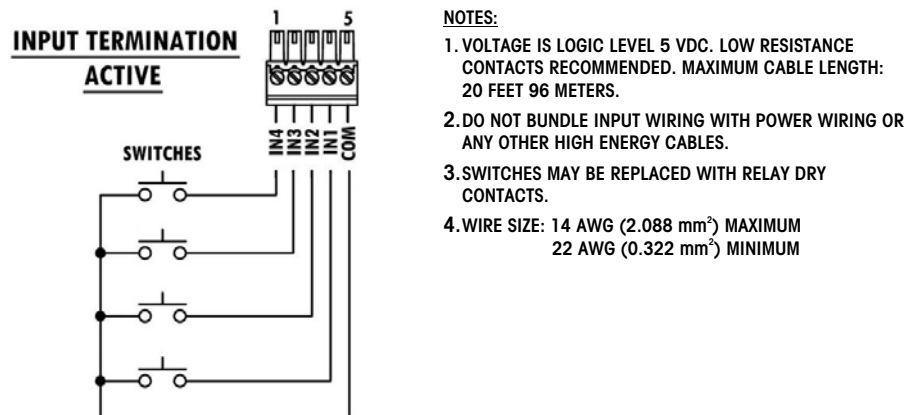 INPUT TERMINATION
ACTIVE
1 5
IN4
IN3
IN2
IN1
COM
SWITCHES
NOTES:
1. VOLTAGE IS LOGIC LEVEL 5 VDC. LOW RESISTANCE
CONTACTS RECOMMENDED. MAXIMUM CABLE LENGTH:
20 FEET 96 METERS.
2. DO NOT BUNDLE INPUT WIRING WITH POWER WIRING OR
ANY OTHER HIGH ENERGY CABLES.
3. SWITCHES MAY BE REPLACED WITH RELAY DRY
CONTACTS.
4. WIRE SIZE: 14 AWG (2.088 mm²) MAXIMUM
22 AWG (0.322 mm²) MINIMUM